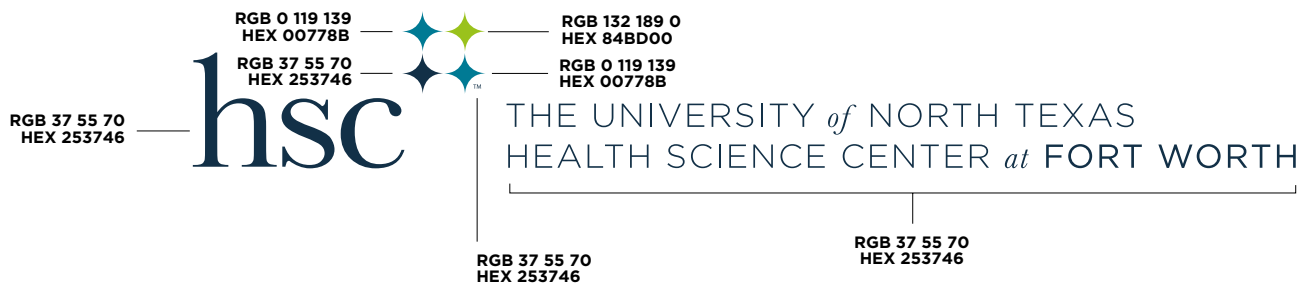 RGB 0 119 139
HEX 00778B
RGB 132 189 0
HEX 84BD00
RGB 37 55 70
HEX 253746
RGB 0 119 139
HEX 00778B
RGB 37 55 70
HEX 253746
hsc
™
THE UNIVERSITY of NORTH TEXAS
HEALTH SCIENCE CENTER at FORT WORTH
RGB 37 55 70
HEX 253746
RGB 37 55 70
HEX 253746